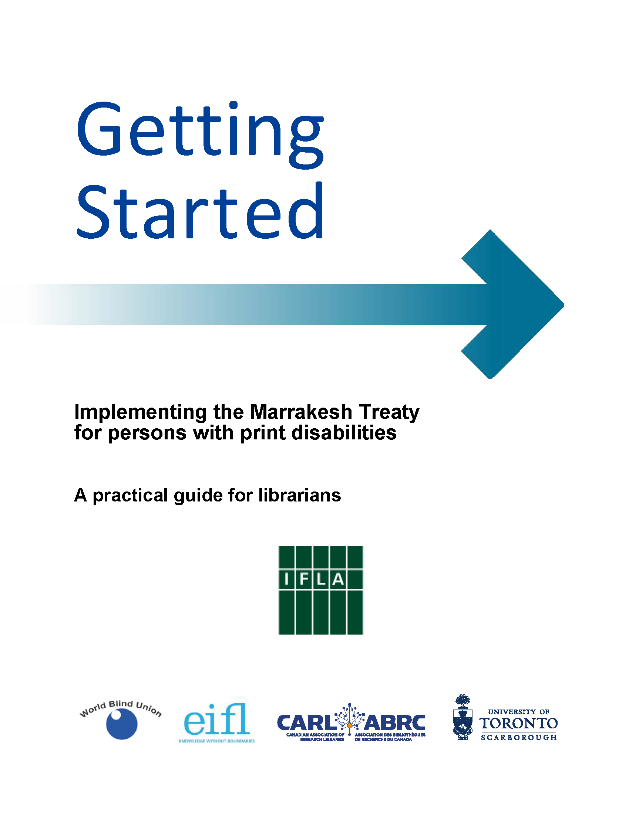 Getting
Started
Implementing the Marrakesh Treaty
for persons with print disabilities
A practical guide for librarians
IFLA
World Blind Union
eifl
KNOWLEDGE WITHOUT BOUNDARIES
CARL ABRC
CANADIAN ASSOCIATION OF RESEARCH LIBRARIES
ASSOCIATION DES BIBLIOTHÈQUES DE RECHERCHE DU CANADA
UNIVERSITY OF
TORONTO
SCARBOROUGH